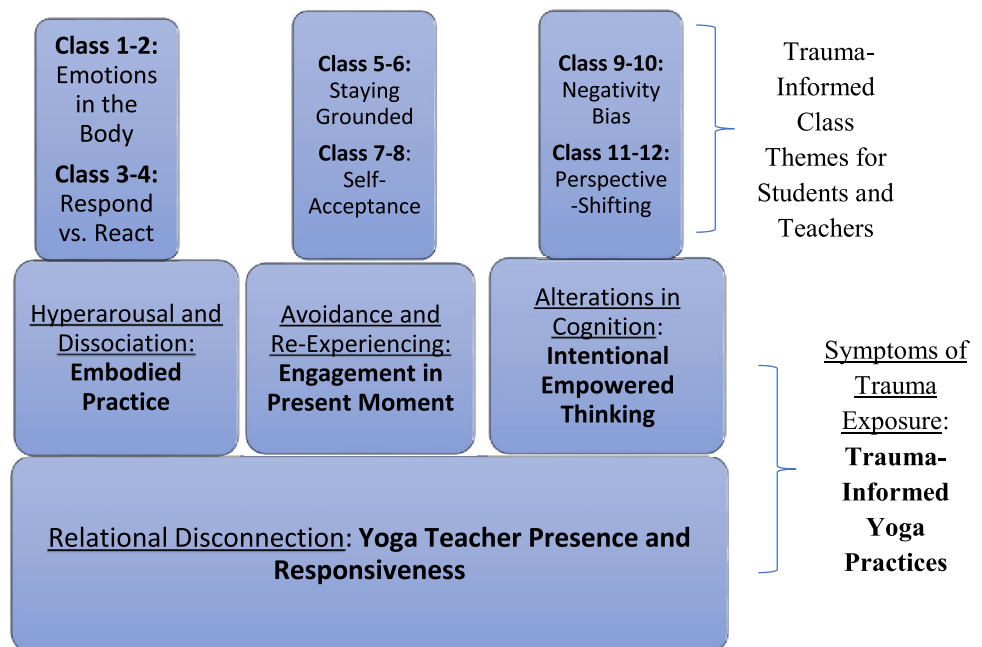 Class 1-2:
Emotions
in the
Body
Class 3-4:
Respond
vs. React
Class 5-6:
Staying
Grounded
Class 7-8:
Self-
Acceptance
Class 9-10:
Negativity
Bias
Class 11-12:
Perspective
-Shifting
Trauma-
Informed
Class
Themes for
Students and
Teachers
Hyperarousal and
Dissociation:
Embodied
Practice
Avoidance and
Re-Experiencing:
Engagement in
Present Moment
Alterations in
Cognition:
Intentional
Empowered
Thinking
Symptoms of
Trauma
Exposure:
Trauma-
Informed
Yoga
Practices
Relational Disconnection: Yoga Teacher Presence and
Responsiveness